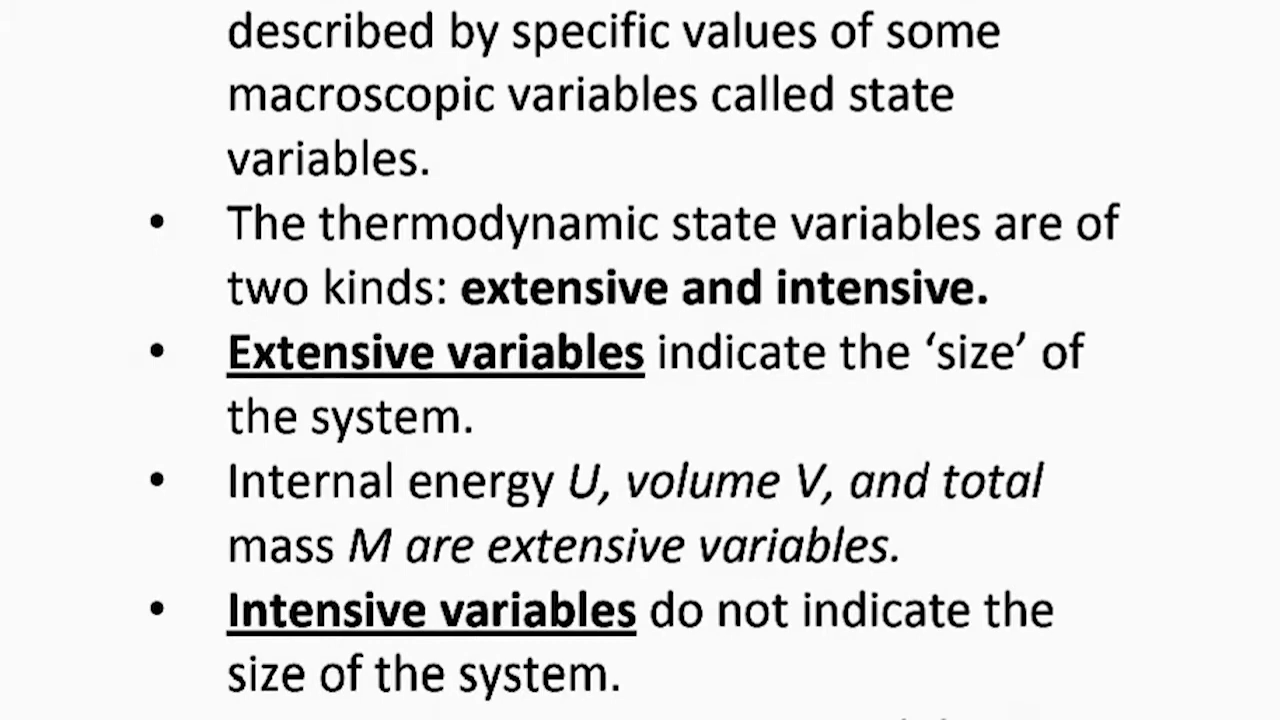 described by specific values of some
macroscopic variables called state
variables.
• The thermodynamic state variables are of
two kinds: extensive and intensive.
• Extensive variables indicate the ‘size’ of
the system.
• Internal energy U, volume V, and total
mass M are extensive variables.
• Intensive variables do not indicate the
size of the system.